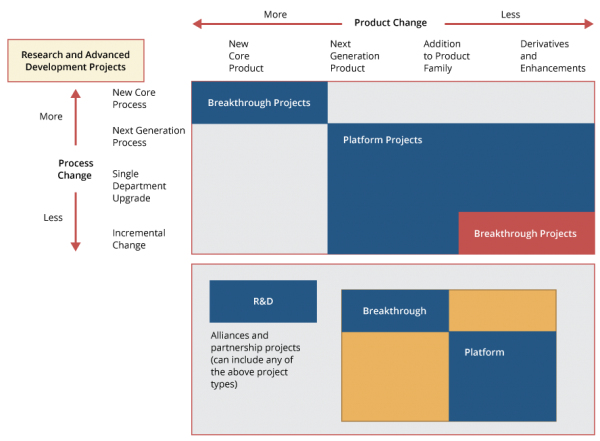 More
Product Change
Less
Research and Advanced
Development Projects
New
Core
Product
Next
Generation
Product
Addition
to Product
Family
Derivatives
and
Enhancements
More
Process
Change
Less
New Core
Process
Next Generation
Process
Single
Department
Upgrade
Incremental
Change
Breakthrough Projects
Platform Projects
Breakthrough Projects
R&D
Alliances and
partnership projects
(can include any of
the above project
types)
Breakthrough
Platform